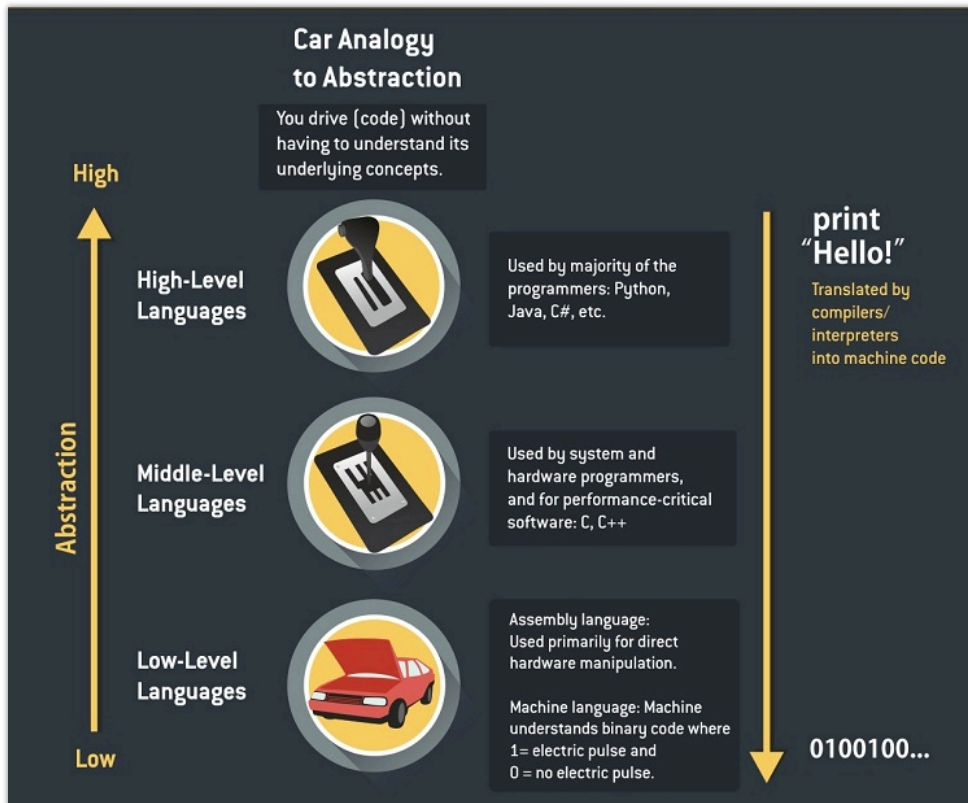 Car Analogy
to Abstraction
You drive (code) without
having to understand its
underlying concepts.
High
Abstraction
Low
High-Level
Languages
Used by majority of the
programmers: Python,
Java, C#, etc.
Middle-Level
Languages
Used by system and
hardware programmers,
and for performance-critical
software: C, C++
Low-Level
Languages
Assembly language:
Used primarily for direct
hardware manipulation.
Machine language: Machine
understands binary code where
1= electric pulse and
0 = no electric pulse.
print
“Hello!”
Translated by
compilers/
interpreters
into machine code
0100100...